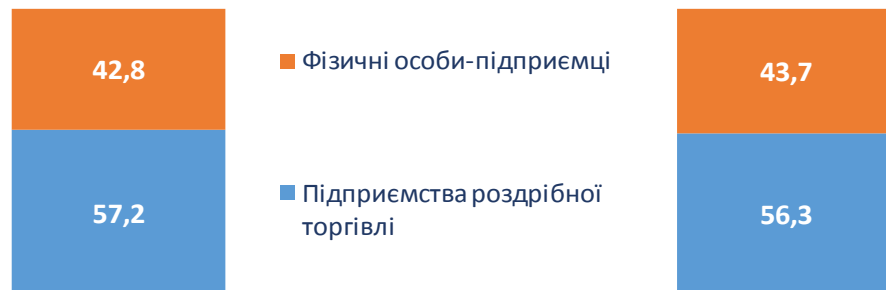 42,8
Фізичні особи-підприємці
43,7
57,2
Підприємства роздрібної
торгівлі
56,3